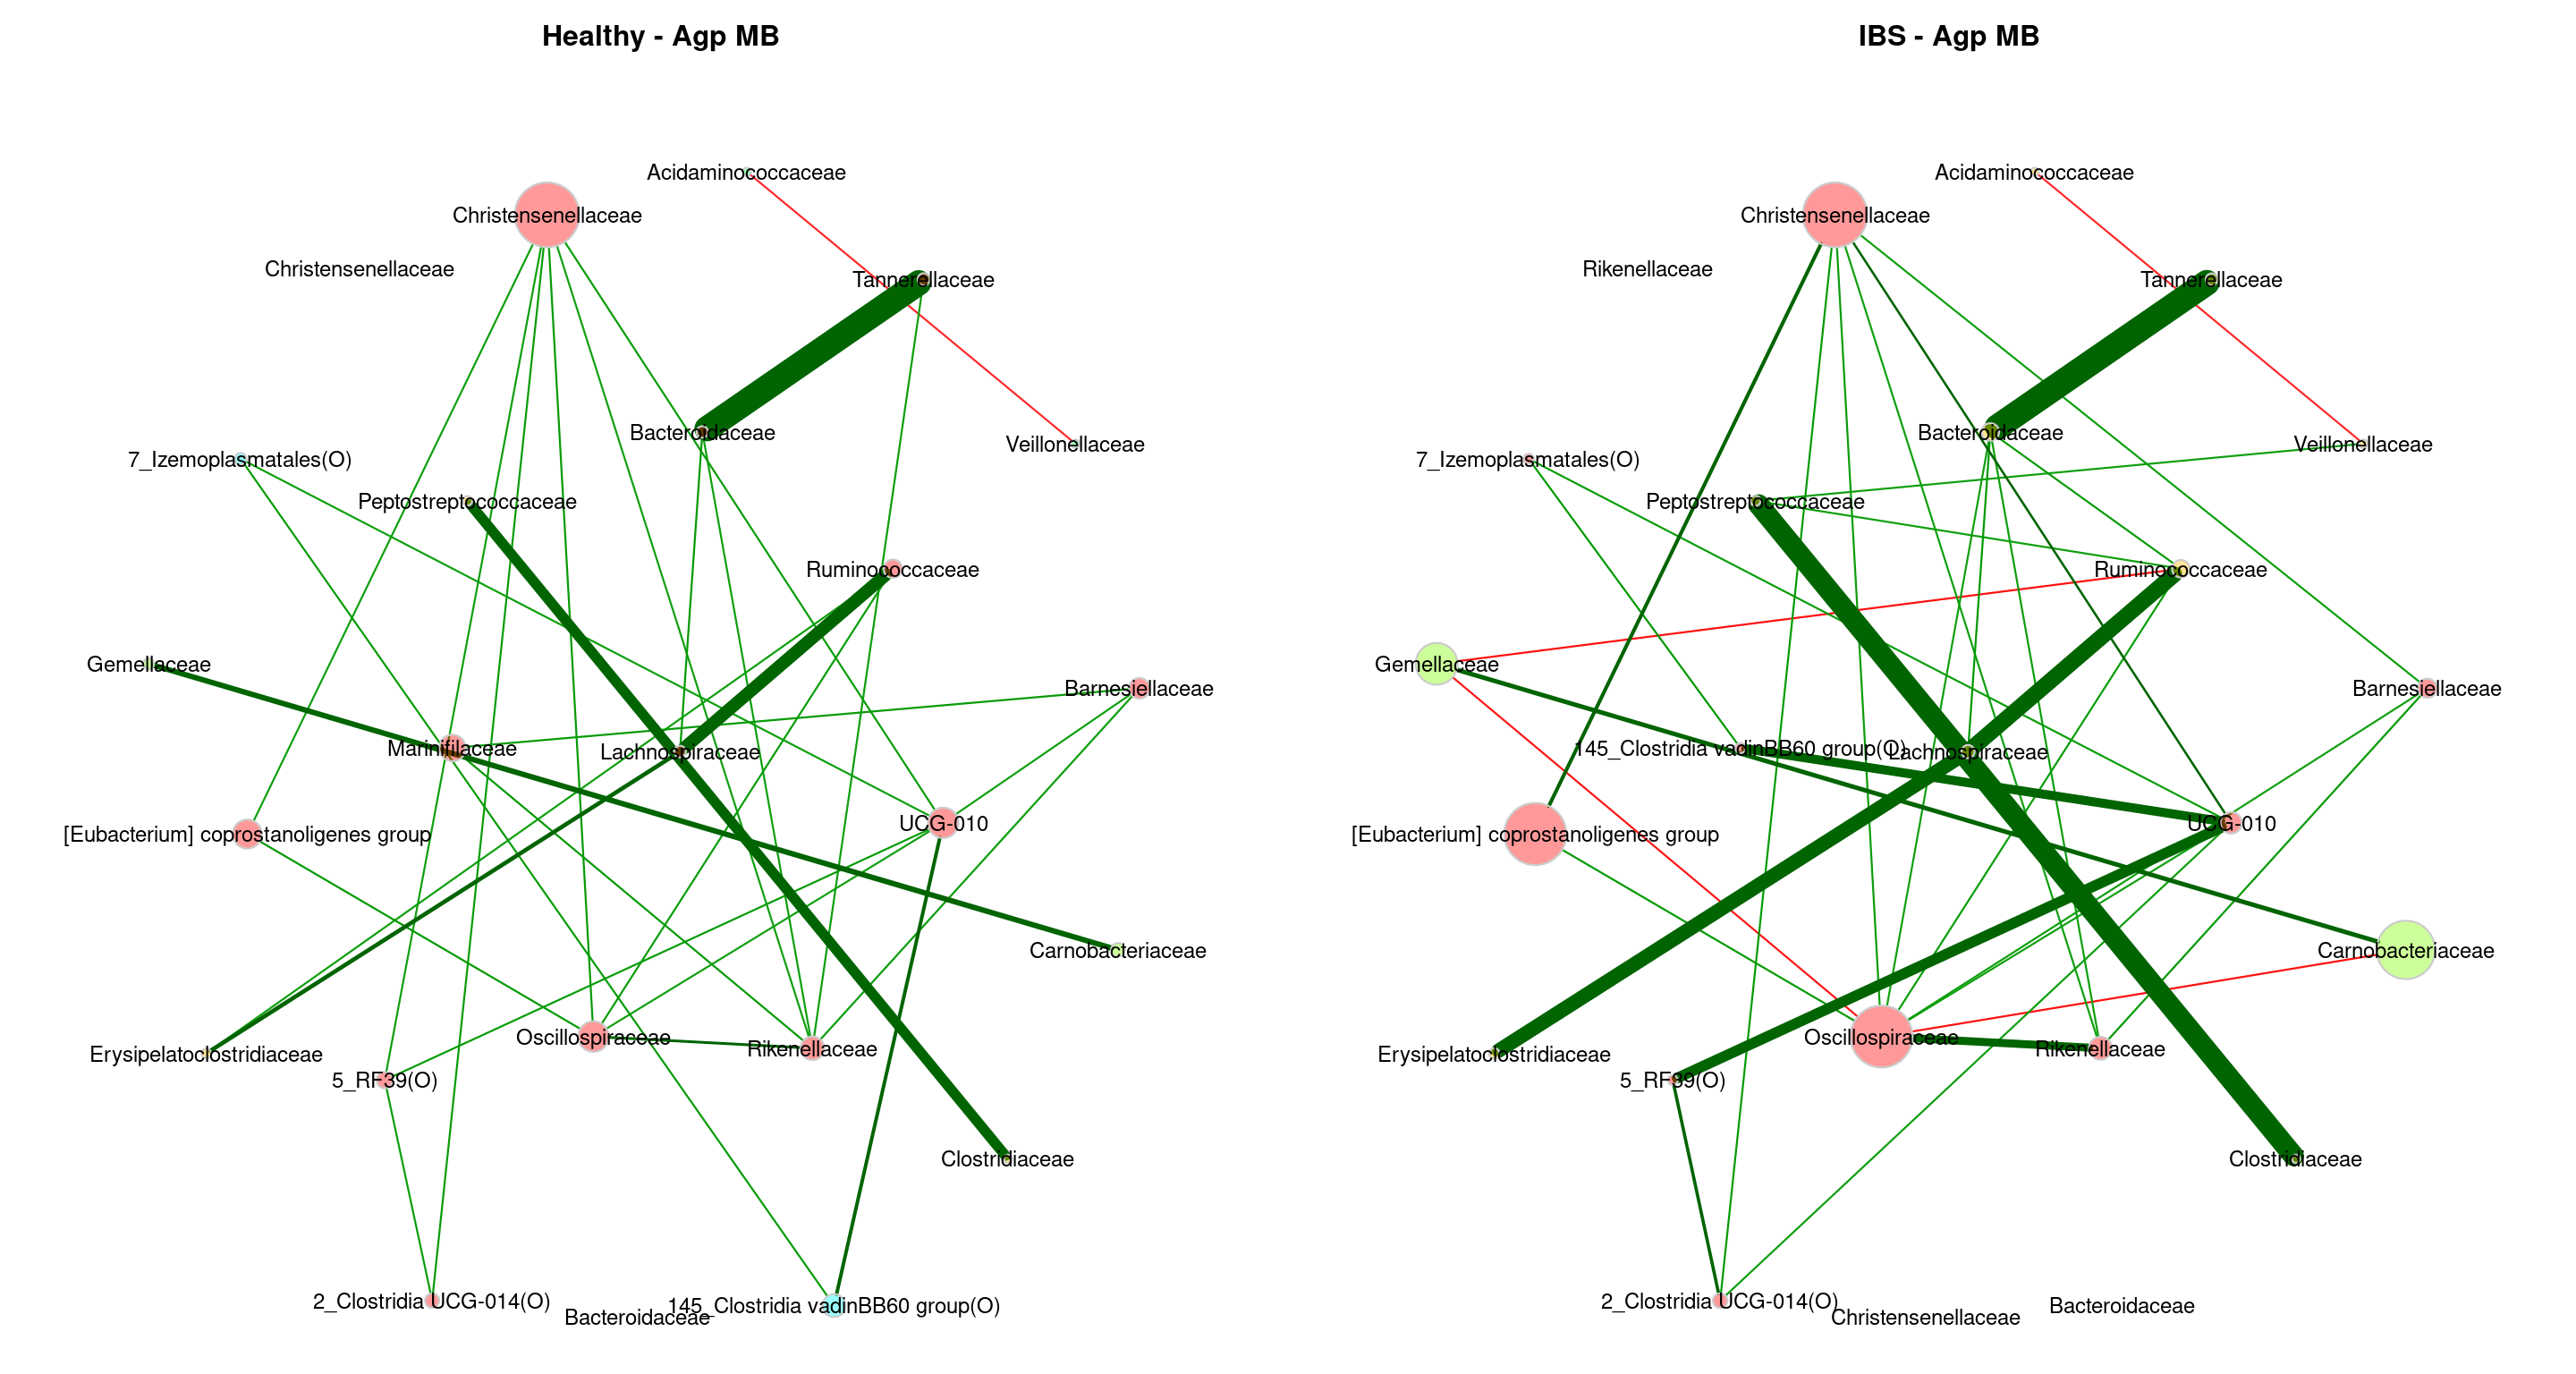 Healthy - Agp MB
Acidaminococcaceae
Christensenellaceae
Christensenellaceae
Tannerellaceae
Bacteroidaceae
Veillonellaceae
7_Izemoplasmatales(O)
Peptostreptococcaceae
Ruminococcaceae
Gemellaceae
Barnesiellaceae
Marinifilaceae
Lachnospiraceae
UCG-010
[Eubacterium] coprostanoligenes group
Carnobacteriaceae
Oscillospiraceae
Rikenellaceae
Erysipelatoclostridiaceae
5_RF39(O)
Clostridiaceae
2_Clostridia UCG-014(O)
145_Clostridia vadinBB60 group(O)
Bacteroidaceae
IBS - Agp MB
Acidaminococcaceae
Christensenellaceae
Rikenellaceae
Tannerellaceae
Bacteroidaceae
Veillonellaceae
7_Izemoplasmatales(O)
Peptostreptococcaceae
Ruminococcaceae
Gemellaceae
Barnesiellaceae
145_Clostridia vadinBB60 group(O)
Lachnospiraceae
UCG-010
[Eubacterium] coprostanoligenes group
Carnobacteriaceae
Oscillospiraceae
Rikenellaceae
Erysipelatoclostridiaceae
5_RF39(O)
Clostridiaceae
2_Clostridia UCG-014(O)
Bacteroidaceae
Christensenellaceae